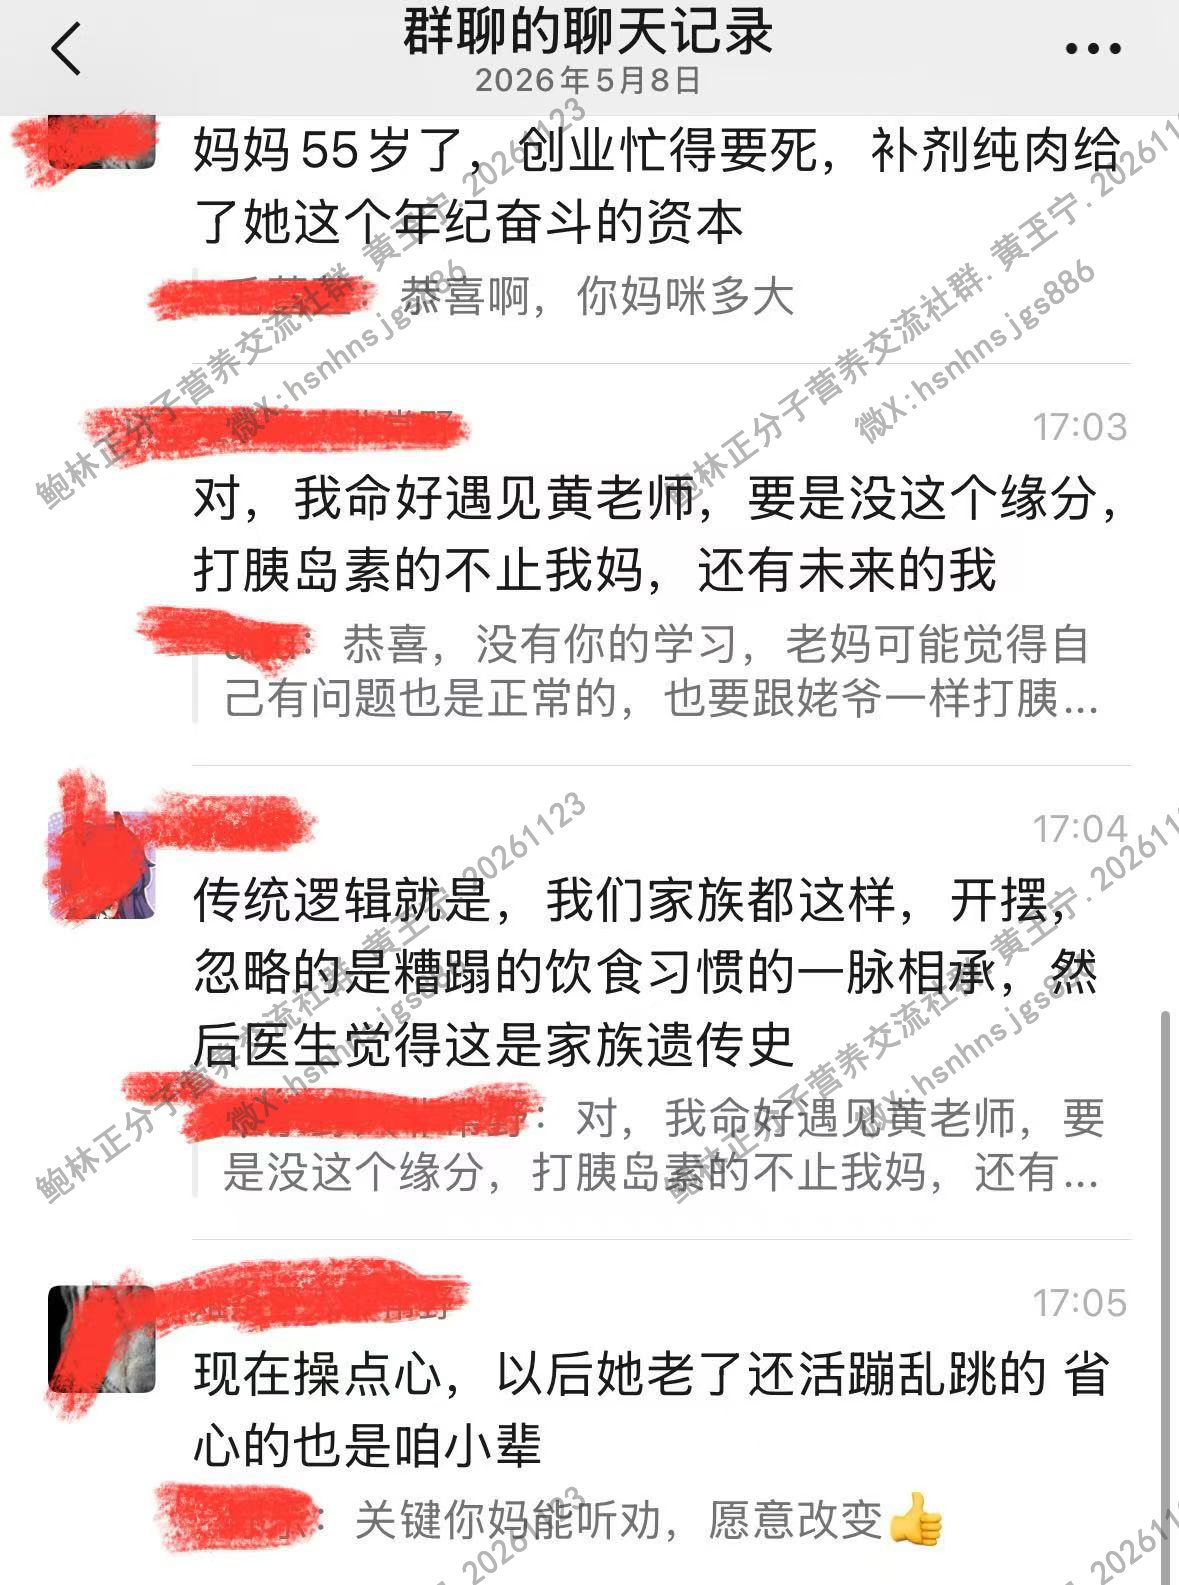 群聊的聊天记录
2026年5月8日
妈妈55岁了，创业忙得要死，补剂纯肉给
了她这个年纪奋斗的资本
恭喜啊，你妈咪多大
17:03
对，我命好遇见黄老师，要是没这个缘分，
打胰岛素的不止我妈，还有未来的我
恭喜，没有你的学习，老妈可能觉得自
己有问题也是正常的，也要跟姥爷一样打胰...
17:04
传统逻辑就是，我们家族都这样，开摆，
忽略的是糟蹋的饮食习惯的一脉相承，然
后医生觉得这是家族遗传史
：对，我命好遇见黄老师，要
是没这个缘分，打胰岛素的不止我妈，还有...
17:05
现在操点心，以后她老了还活蹦乱跳的 省
心的也是咱小辈
：关键你妈能听劝，愿意改变👍
鲍林正分子营养交流社群. 黄玊宁. 20261123
微X:hsnhnsjgs886